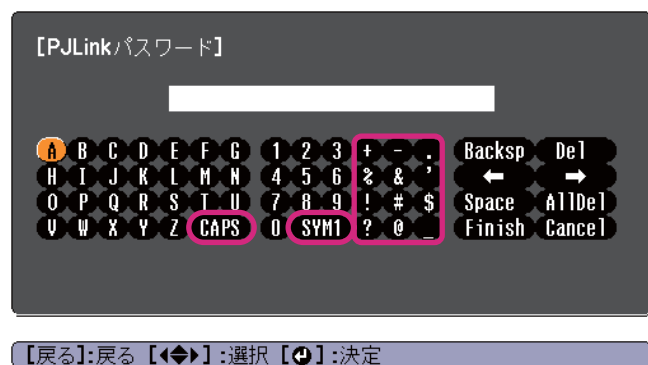 [PJLinkパスワード]
A B C D E F G 1 2 3 + - . Backsp Del
H I J K L M N 4 5 6 % & ' ← →
O P Q R S T U 7 8 9 ! # $ Space AllDel
V W X Y Z CAPS 0 SYM1 ? @ _ Finish Cancel
[戻る]:戻る [◀◆▶]:選択 [↵]:決定